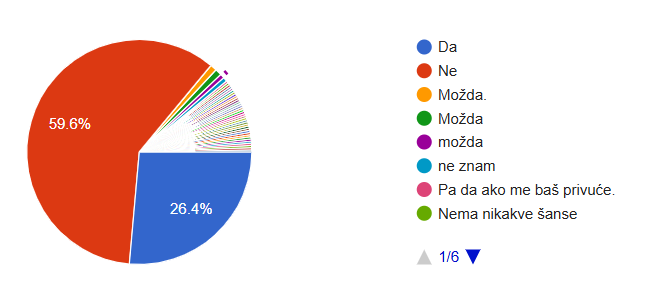 59.6%
26.4%
Da
Ne
Možda.
Možda
možda
ne znam
Pa da ako me baš privuće.
Nema nikakve šanse
1/6